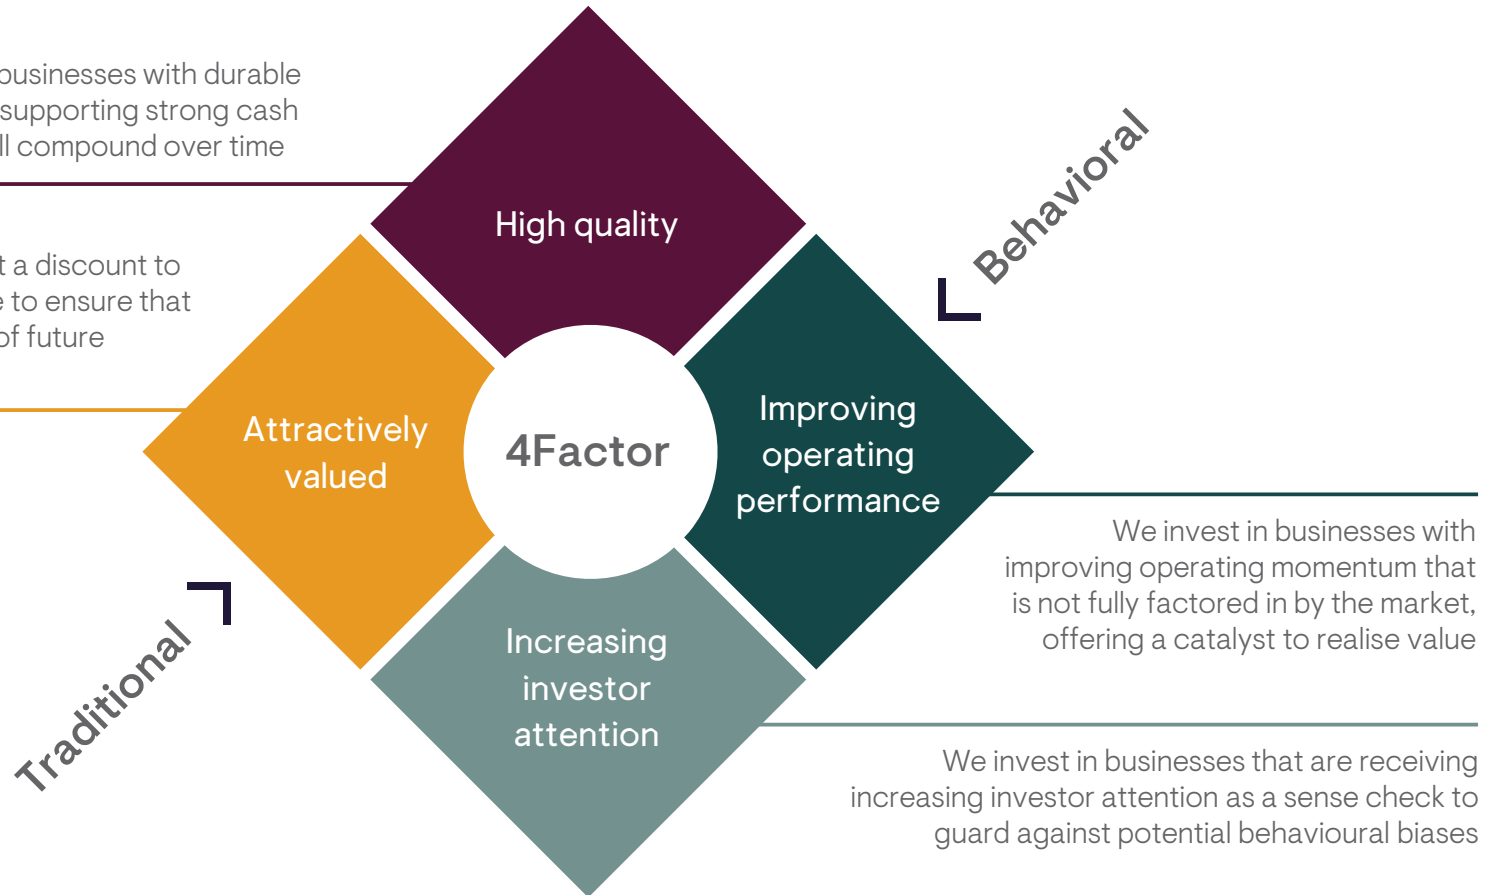 businesses with durable
supporting strong cash
ll compound over time
High quality
Behavioral
t a discount to
e to ensure that
of future
Attractively
valued
4Factor
Improving
operating
performance
We invest in businesses with
improving operating momentum that
is not fully factored in by the market,
offering a catalyst to realise value
Traditional
Increasing
investor
attention
We invest in businesses that are receiving
increasing investor attention as a sense check to
guard against potential behavioural biases